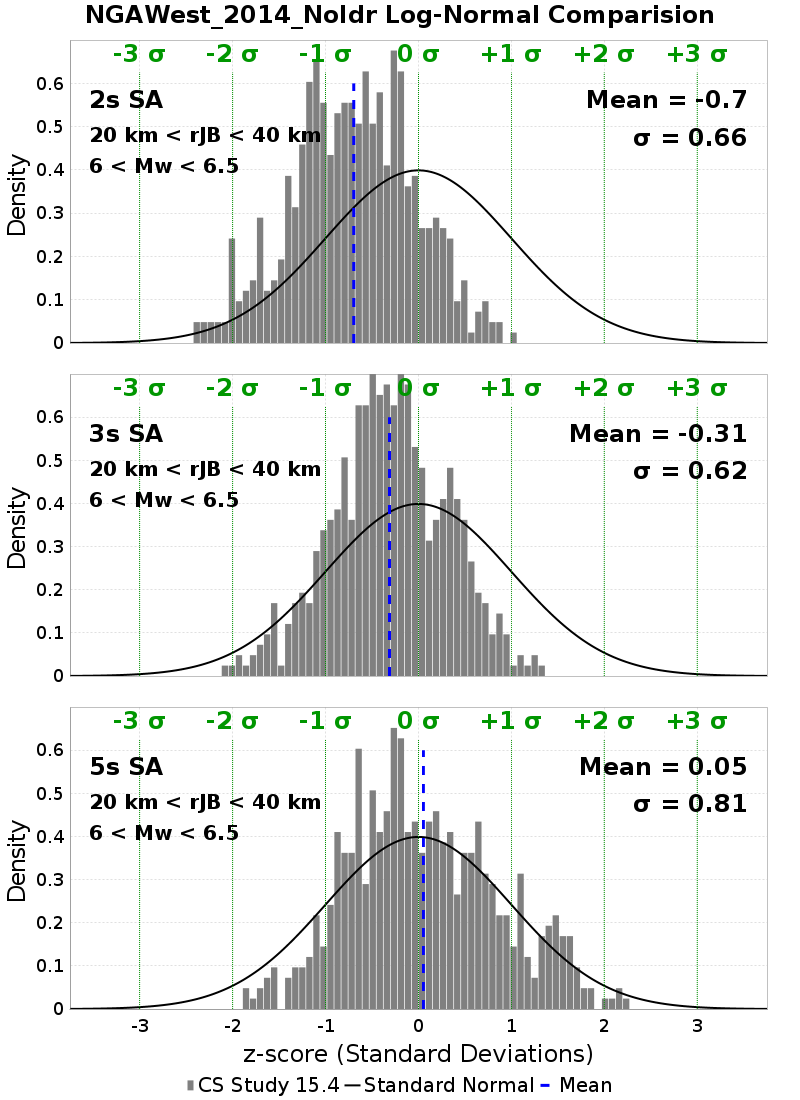 NGAWest_2014_NoIdr Log-Normal Comparision
-3 σ -2 σ -1 σ 0 σ +1 σ +2 σ +3 σ
2s SA
Mean = -0.7
20 km < rJB < 40 km
σ = 0.66
6 < Mw < 6.5
Density
0.6
0.5
0.4
0.3
0.2
0.1
0
-3 σ -2 σ -1 σ 0 σ +1 σ +2 σ +3 σ
3s SA
Mean = -0.31
20 km < rJB < 40 km
σ = 0.62
6 < Mw < 6.5
Density
0.6
0.5
0.4
0.3
0.2
0.1
0
-3 σ -2 σ -1 σ 0 σ +1 σ +2 σ +3 σ
5s SA
Mean = 0.05
20 km < rJB < 40 km
σ = 0.81
6 < Mw < 6.5
Density
0.6
0.5
0.4
0.3
0.2
0.1
0
-3 -2 -1 0 1 2 3
z-score (Standard Deviations)
CS Study 15.4 Standard Normal Mean